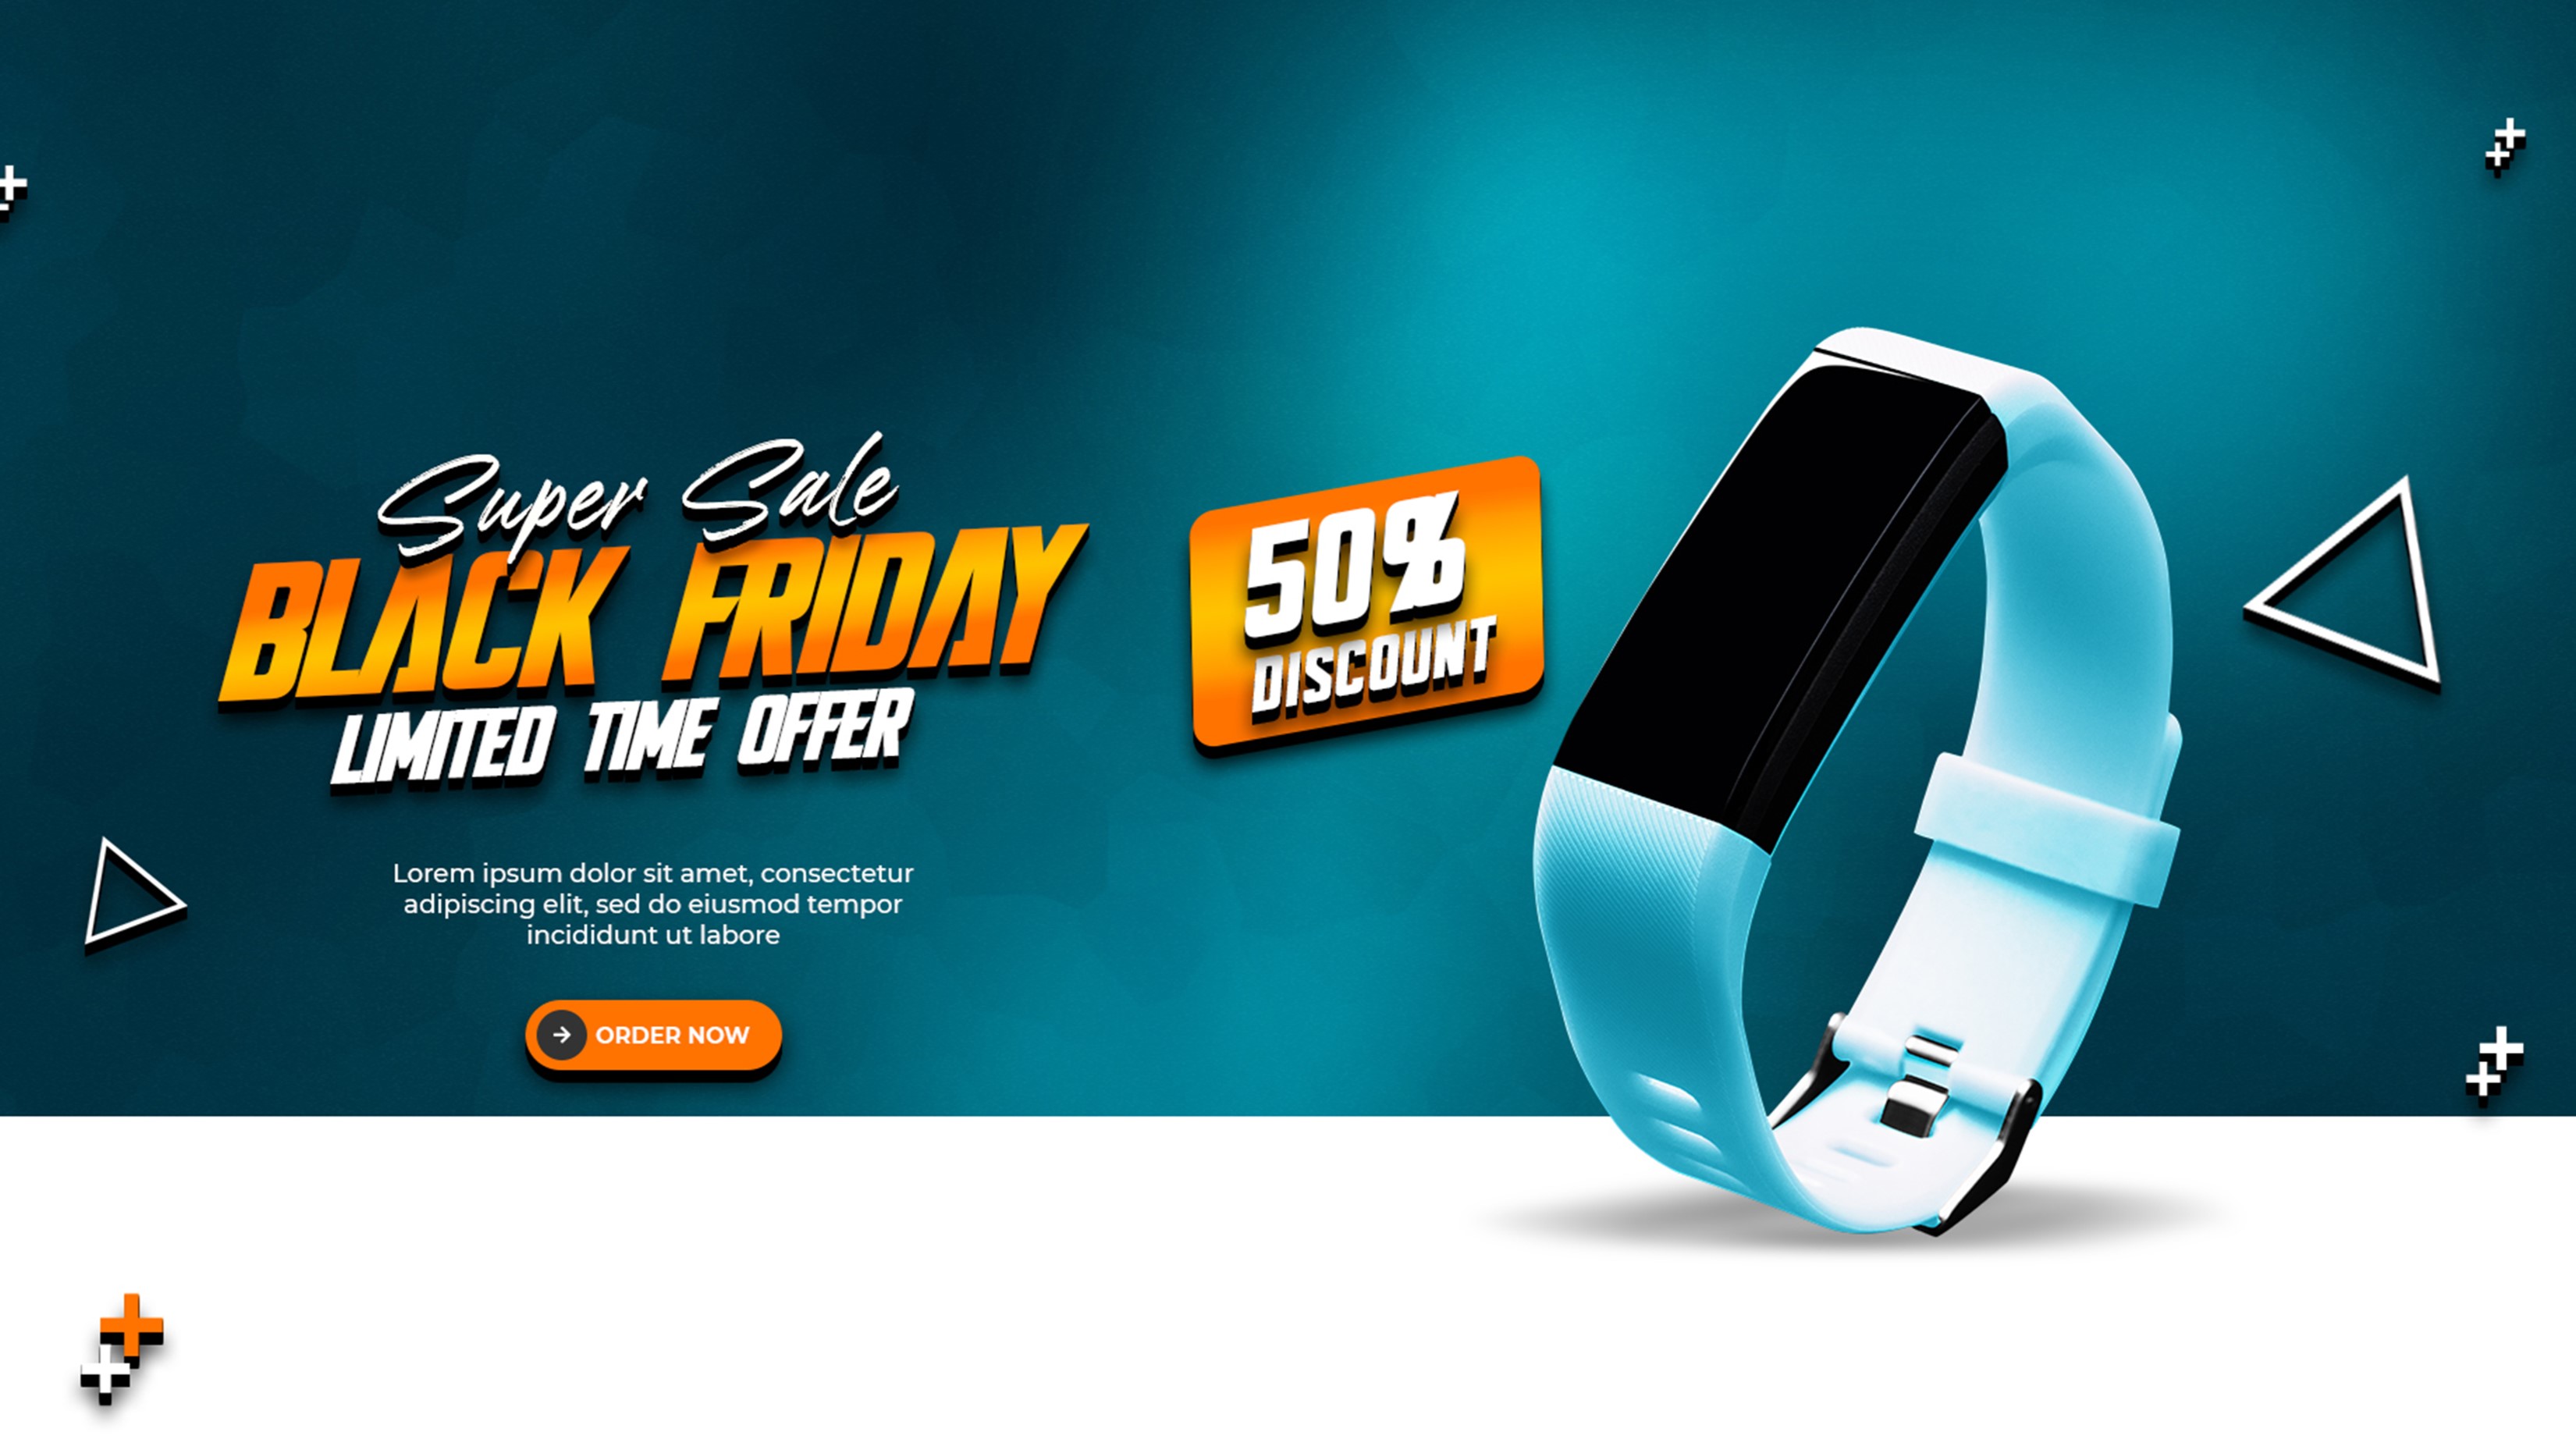 Super Sale
BLACK FRIDAY
LIMITED TIME OFFER
50%
DISCOUNT
Lorem ipsum dolor sit amet, consectetur
adipiscing elit, sed do eiusmod tempor
incididunt ut labore
ORDER NOW